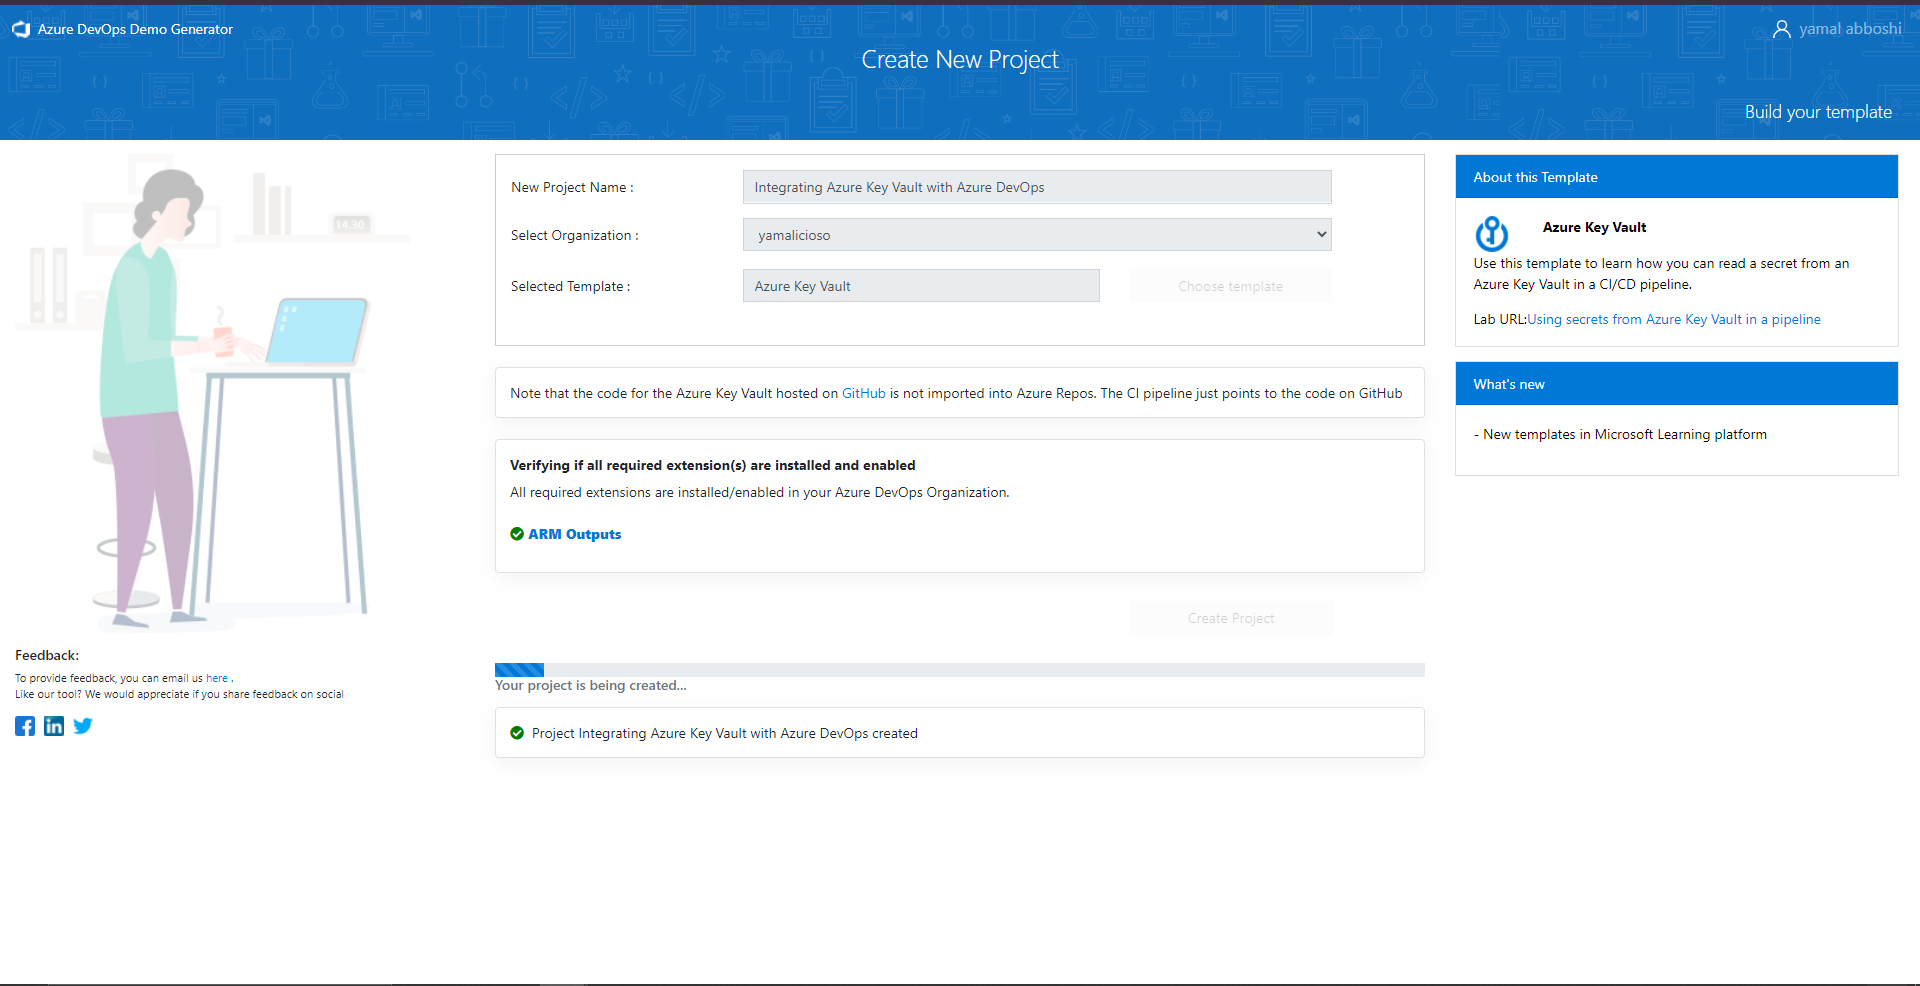 Azure DevOps Demo Generator
yamal abboshi
Create New Project
Build your template
14.30
New Project Name :
Integrating Azure Key Vault with Azure DevOps
Select Organization :
yamalicioso
Selected Template :
Azure Key Vault
Choose template
Note that the code for the Azure Key Vault hosted on GitHub is not imported into Azure Repos. The CI pipeline just points to the code on GitHub
Verifying if all required extension(s) are installed and enabled
All required extensions are installed/enabled in your Azure DevOps Organization.
ARM Outputs
Create Project
Your project is being created...
Project Integrating Azure Key Vault with Azure DevOps created
About this Template
Azure Key Vault
Use this template to learn how you can read a secret from an
Azure Key Vault in a CI/CD pipeline.
Lab URL:Using secrets from Azure Key Vault in a pipeline
What's new
- New templates in Microsoft Learning platform
Feedback:
To provide feedback, you can email us here .
Like our tool? We would appreciate if you share feedback on social